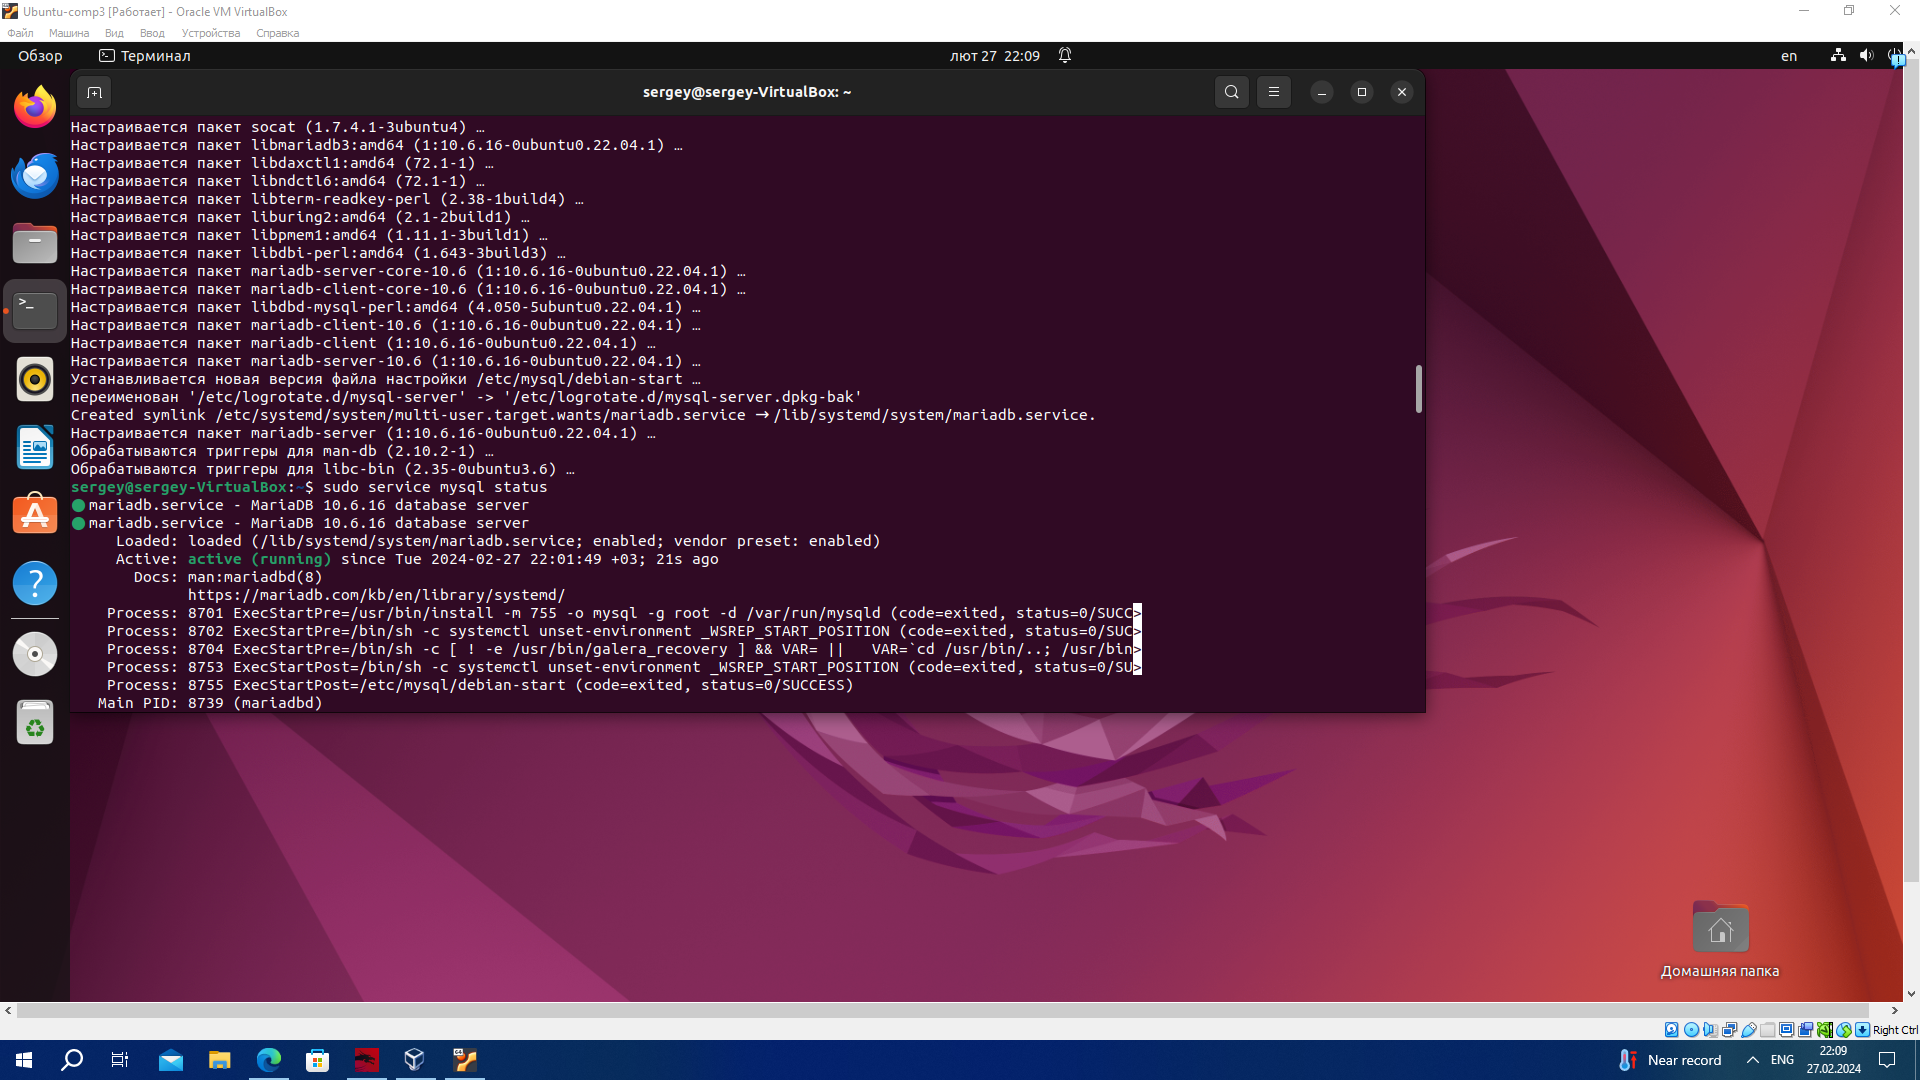 Ubuntu-comp3 [Работает] - Oracle VM VirtualBox
Файл Машина Вид Ввод Устройства Справка
Обзор Терминал лют 27 22:09 en
sergey@sergey-VirtualBox: ~
Настраивается пакет socat (1.7.4.1-3ubuntu4) …
Настраивается пакет libmariadb3:amd64 (1:10.6.16-0ubuntu0.22.04.1) …
Настраивается пакет libdaxctl1:amd64 (72.1-1) …
Настраивается пакет libndctl6:amd64 (72.1-1) …
Настраивается пакет libterm-readkey-perl (2.38-1build4) …
Настраивается пакет liburing2:amd64 (2.1-2build1) …
Настраивается пакет libpmem1:amd64 (1.11.1-3build1) …
Настраивается пакет libdbi-perl:amd64 (1.643-3build3) …
Настраивается пакет mariadb-server-core-10.6 (1:10.6.16-0ubuntu0.22.04.1) …
Настраивается пакет mariadb-client-core-10.6 (1:10.6.16-0ubuntu0.22.04.1) …
Настраивается пакет libdbd-mysql-perl:amd64 (4.050-5ubuntu0.22.04.1) …
Настраивается пакет mariadb-client-10.6 (1:10.6.16-0ubuntu0.22.04.1) …
Настраивается пакет mariadb-client (1:10.6.16-0ubuntu0.22.04.1) …
Настраивается пакет mariadb-server-10.6 (1:10.6.16-0ubuntu0.22.04.1) …
Устанавливается новая версия файла настройки /etc/mysql/debian-start …
переименован '/etc/logrotate.d/mysql-server' -> '/etc/logrotate.d/mysql-server.dpkg-bak'
Created symlink /etc/systemd/system/multi-user.target.wants/mariadb.service → /lib/systemd/system/mariadb.service.
Настраивается пакет mariadb-server (1:10.6.16-0ubuntu0.22.04.1) …
Обрабатываются триггеры для man-db (2.10.2-1) …
Обрабатываются триггеры для libc-bin (2.35-0ubuntu3.6) …
sergey@sergey-VirtualBox:~$ sudo service mysql status
● mariadb.service - MariaDB 10.6.16 database server
● mariadb.service - MariaDB 10.6.16 database server
Loaded: loaded (/lib/systemd/system/mariadb.service; enabled; vendor preset: enabled)
Active: active (running) since Tue 2024-02-27 22:01:49 +03; 21s ago
Docs: man:mariadbd(8)
https://mariadb.com/kb/en/library/systemd/
Process: 8701 ExecStartPre=/usr/bin/install -m 755 -o mysql -g root -d /var/run/mysqld (code=exited, status=0/SUCC>
Process: 8702 ExecStartPre=/bin/sh -c systemctl unset-environment _WSREP_START_POSITION (code=exited, status=0/SUC>
Process: 8704 ExecStartPre=/bin/sh -c [ ! -e /usr/bin/galera_recovery ] && VAR= ||   VAR=`cd /usr/bin/..; /usr/bin>
Process: 8753 ExecStartPost=/bin/sh -c systemctl unset-environment _WSREP_START_POSITION (code=exited, status=0/SU>
Process: 8755 ExecStartPost=/etc/mysql/debian-start (code=exited, status=0/SUCCESS)
Main PID: 8739 (mariadbd)
Домашняя папка
Right Ctrl
Near record ENG 22:09
27.02.2024